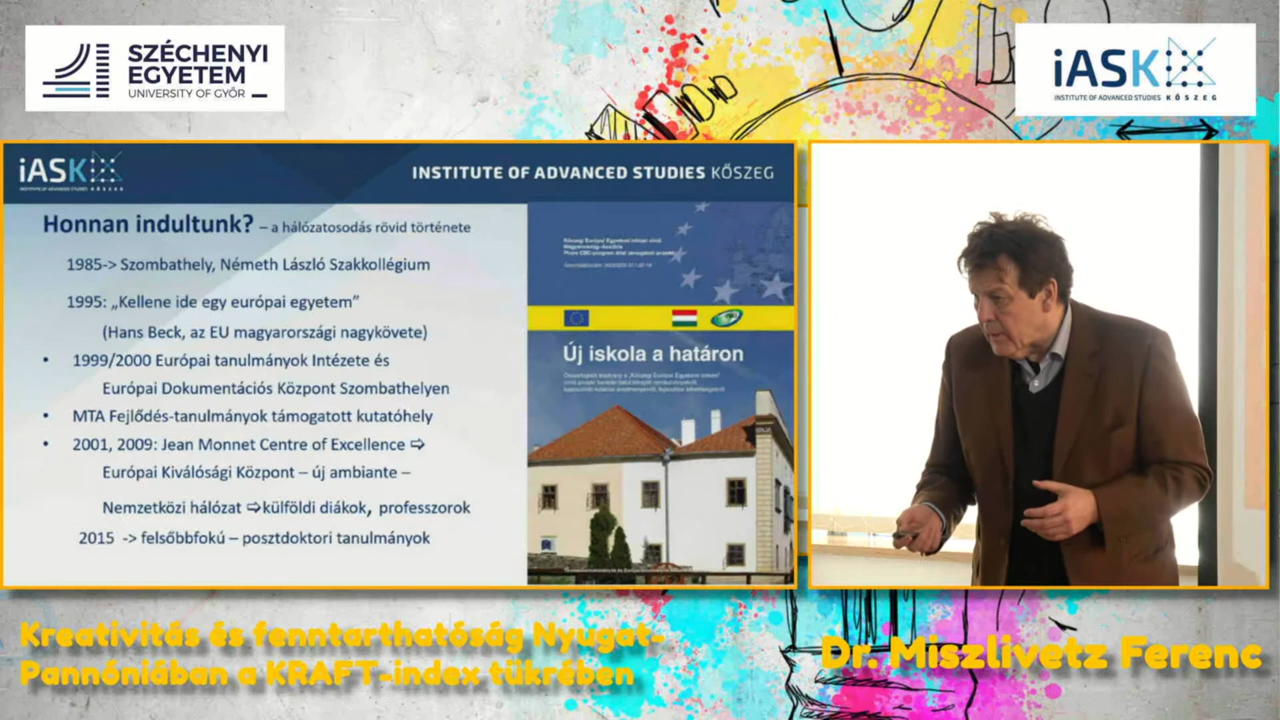 SZÉCHENYI
EGYETEM
UNIVERSITY OF GYŐR
iASK
INSTITUTE OF ADVANCED STUDIES KŐSZEG
iASK
INSTITUTE OF ADVANCED STUDIES KŐSZEG
Honnan indultunk? – a hálózatosodás rövid története
1985-> Szombathely, Németh László Szakkollégium
1995: „Kellene ide egy európai egyetem”
(Hans Beck, az EU magyarországi nagykövete)
• 1999/2000 Európai tanulmányok Intézete és
Európai Dokumentációs Központ Szombathelyen
• MTA Fejlődés-tanulmányok támogatott kutatóhely
• 2001, 2009: Jean Monnet Centre of Excellence ⇨
Európai Kiválósági Központ – új ambiante –
Nemzetközi hálózat ⇨külföldi diákok, professzorok
2015 -> felsőbbfokú – posztdoktori tanulmányok
Új iskola a határon
Kreativitás és fenntarthatóság Nyugat-
Pannóniában a KRAFT-index tükrében
Dr. Miszlivetz Ferenc